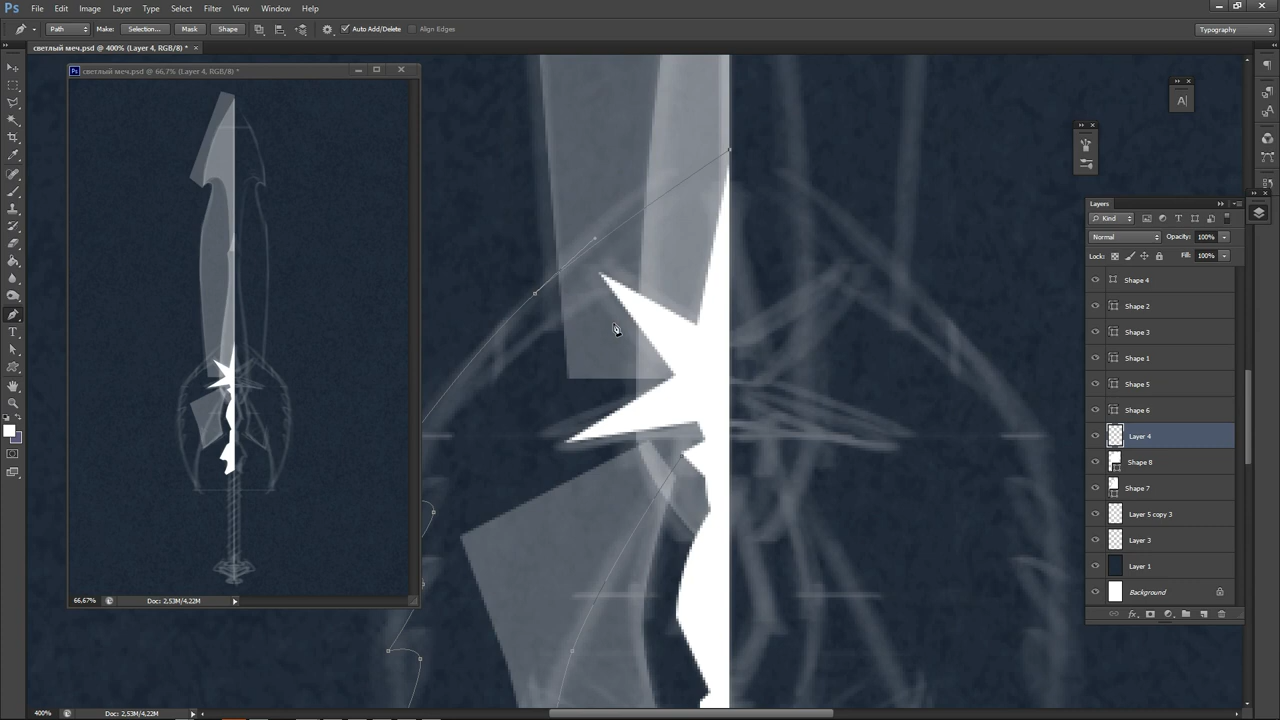 Ps File Edit Image Layer Type Select Filter View Window Help
Path Make: Selection... Mask Shape Auto Add/Delete Align Edges Typography
светлый меч.psd @ 400% (Layer 4, RGB/8) * ×
Ps светлый меч.psd @ 66,7% (Layer 4, RGB/8) *
A
Layers
Kind
Normal Opacity: 100%
Lock: Fill: 100%
Shape 4
Shape 2
Shape 3
Shape 1
Shape 5
Shape 6
Layer 4
Shape 8
Shape 7
Layer 5 copy 3
Layer 3
Layer 1
Background
fx
66.67% Doc: 2,53M/4,22M
400% Doc: 2,53M/4,22M